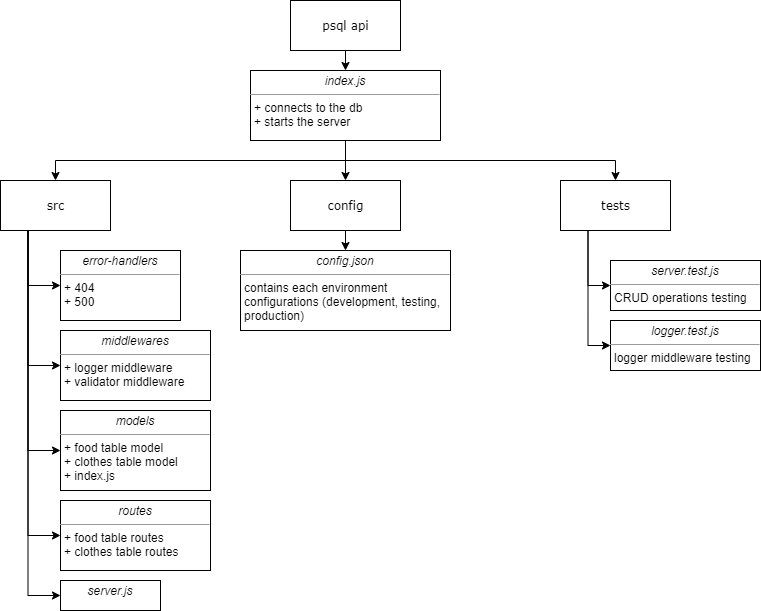 psql api
index.js
+ connects to the db
+ starts the server
src
config
tests
error-handlers
+ 404
+ 500
middlewares
+ logger middleware
+ validator middleware
models
+ food table model
+ clothes table model
+ index.js
routes
+ food table routes
+ clothes table routes
server.js
config.json
contains each environment
configurations (development, testing,
production)
server.test.js
CRUD operations testing
logger.test.js
logger middleware testing